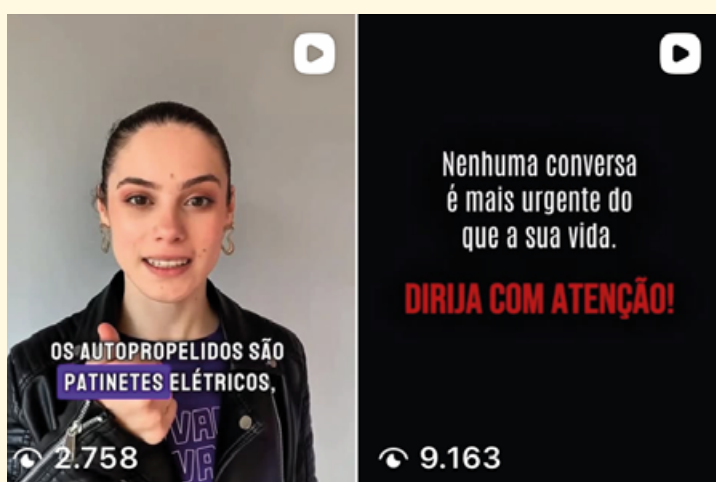 OS AUTOPROPELIDOS SÃO
PATINETES ELÉTRICOS,
2.758
Nenhuma conversa
é mais urgente do
que a sua vida.
DIRIJA COM ATENÇÃO!
9.163